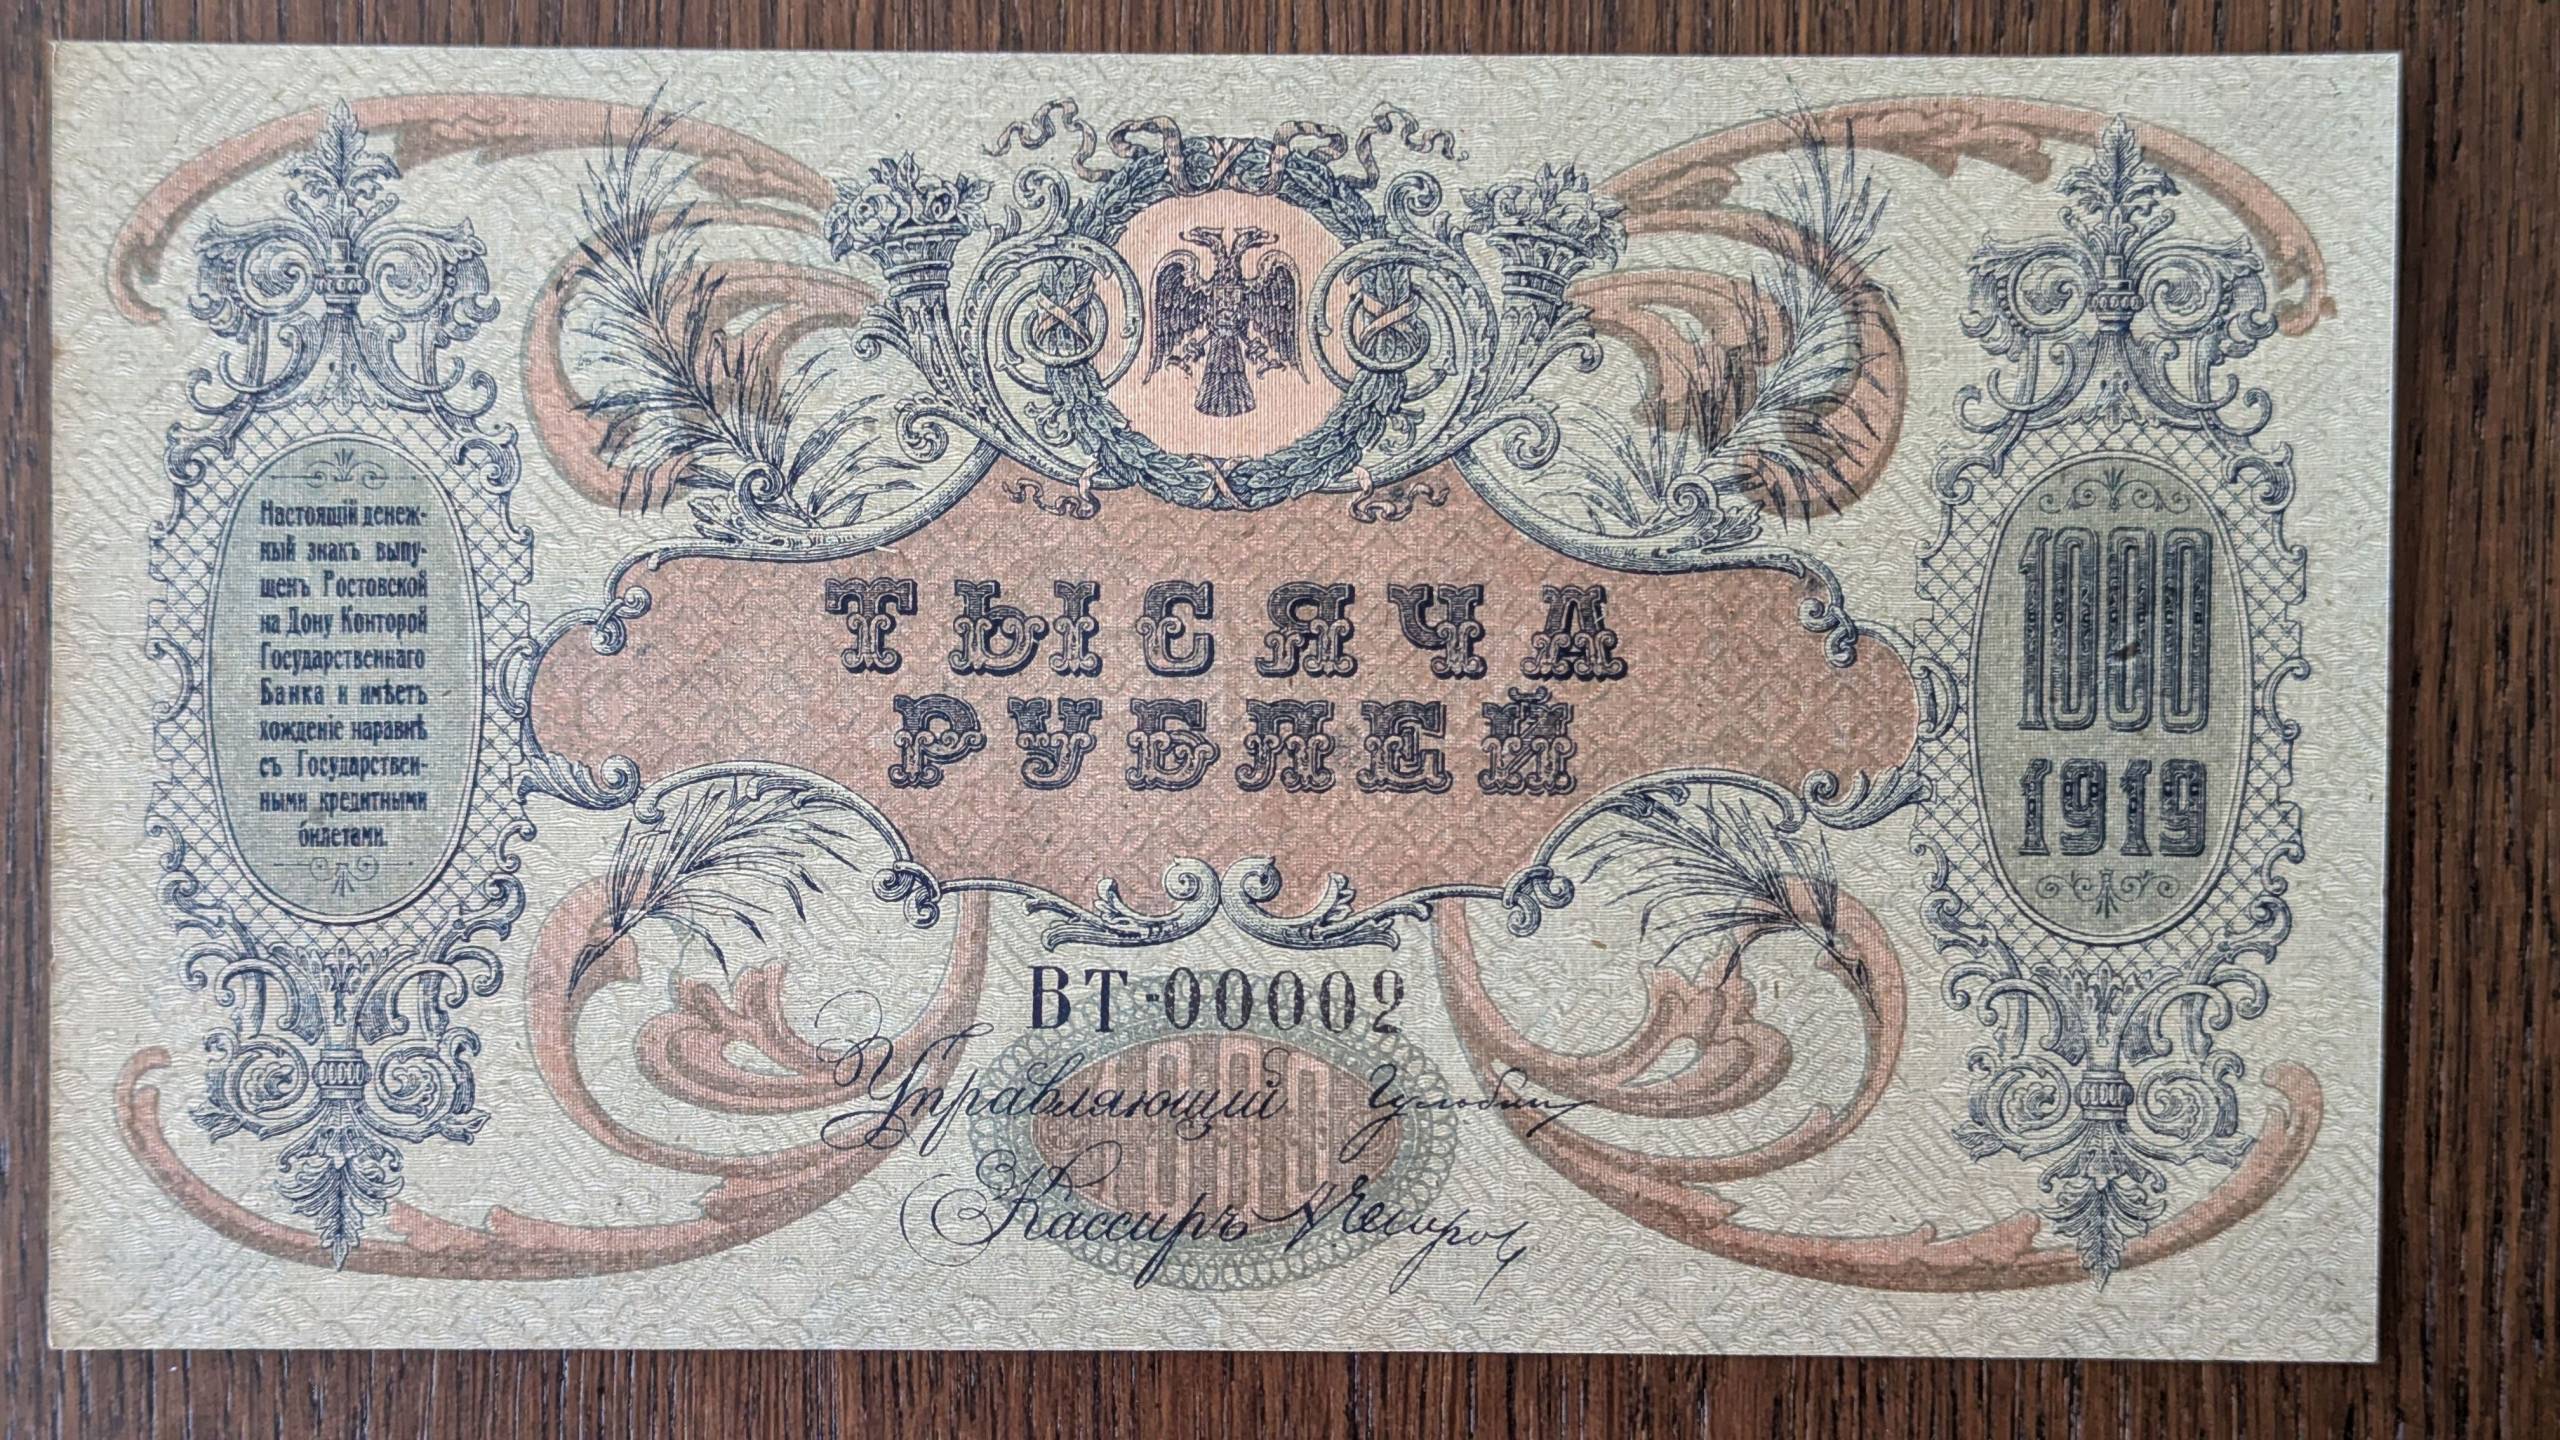 Настоящій денеж-
ный знакъ выпу-
щенъ Ростовской
на Дону Конторой
Государственнаго
Банка и имѣетъ
хожденіе наравнѣ
съ Государствен-
ными кредитными
билетами.
ТЫСЯЧА
РУБЛЕЙ
1000
1919
ВТ-00002
1000
Управляющій
Кассиръ